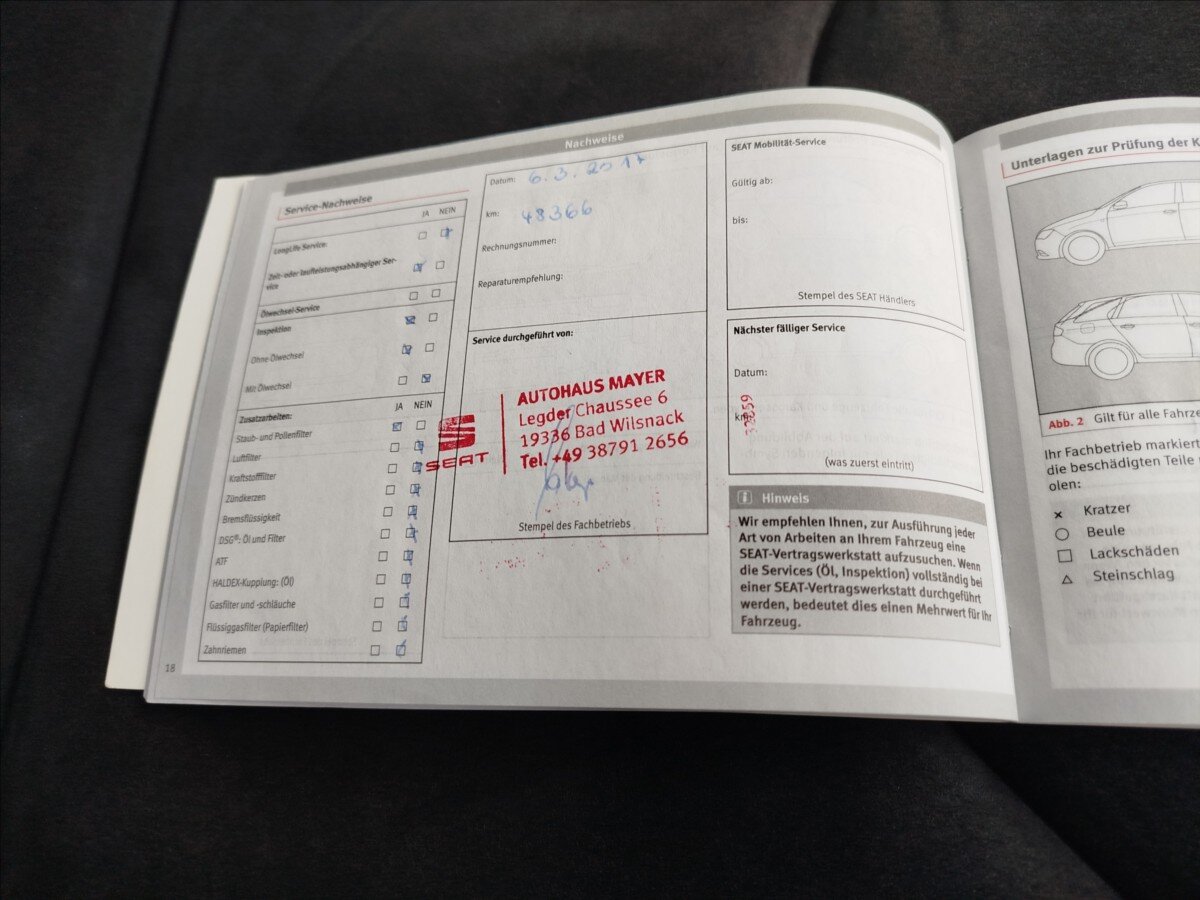 Nachweise
Service-Nachweise
JA NEIN
LongLife Service:
Zeit- oder laufleistungsabhängiger Ser-
vice
Ölwechsel-Service
Inspektion
Ohne Ölwechsel
Mit Ölwechsel
Zusatzarbeiten:
JA NEIN
Staub- und Pollenfilter
Luftfilter
Kraftstofffilter
Zündkerzen
Bremsflüssigkeit
DSG®: Öl und Filter
ATF
HALDEX-Kupplung: (Öl)
Gasfilter und -schläuche
Flüssiggasfilter (Papierfilter)
Zahnriemen
18
Datum: 6.3.2017
km: 48366
Rechnungsnummer:
Reparaturempfehlung:
Service durchgeführt von:
SEAT
AUTOHAUS MAYER
Legder Chaussee 6
19336 Bad Wilsnack
Tel. +49 38791 2656
Stempel des Fachbetriebs
SEAT Mobilität-Service
Gültig ab:
bis:
Stempel des SEAT Händlers
Nächster fälliger Service
Datum:
km:
(was zuerst eintritt)
Hinweis
Wir empfehlen Ihnen, zur Ausführung jeder
Art von Arbeiten an Ihrem Fahrzeug eine
SEAT-Vertragswerkstatt aufzusuchen. Wenn
die Services (Öl, Inspektion) vollständig bei
einer SEAT-Vertragswerkstatt durchgeführt
werden, bedeutet dies einen Mehrwert für Ihr
Fahrzeug.
Unterlagen zur Prüfung der K
Abb. 2 Gilt für alle Fahrze
Ihr Fachbetrieb markiert
die beschädigten Teile
olen:
Kratzer
Beule
Lackschäden
Steinschlag